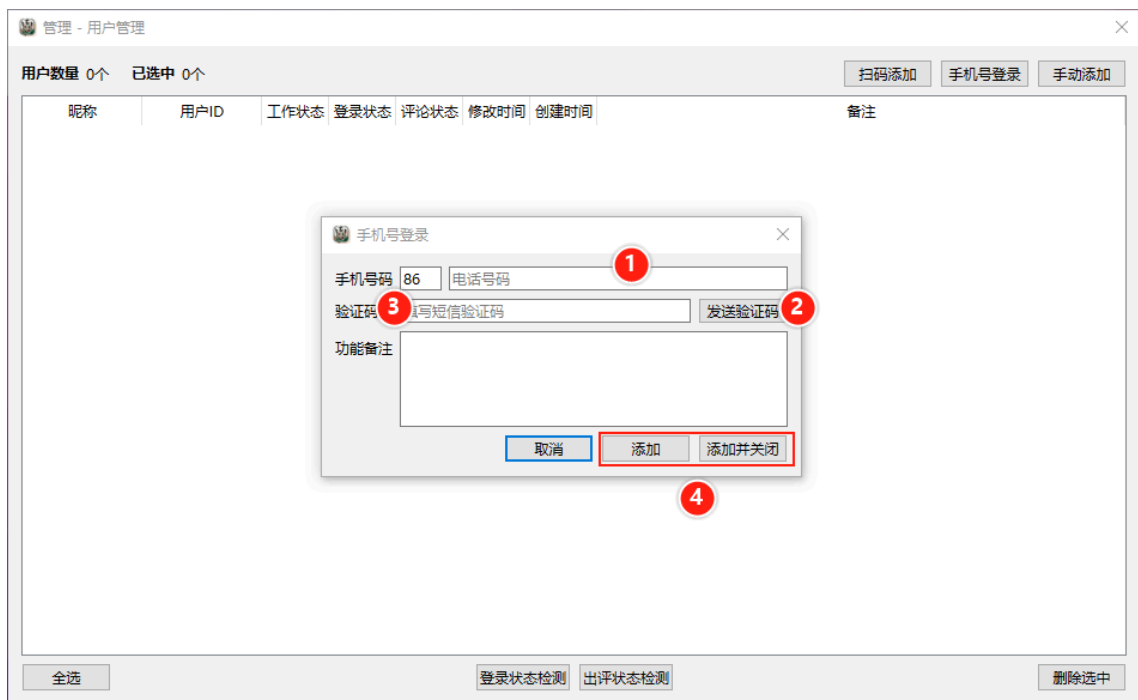 管理 - 用户管理
用户数量 0个 已选中 0个 扫码添加 手机号登录 手动添加
昵称 用户ID 工作状态 登录状态 评论状态 修改时间 创建时间 备注
手机号登录
1
手机号码 86 电话号码
验证码 3 填写短信验证码 发送验证码 2
功能备注
取消 添加 添加并关闭
4
全选 登录状态检测 出评状态检测 删除选中